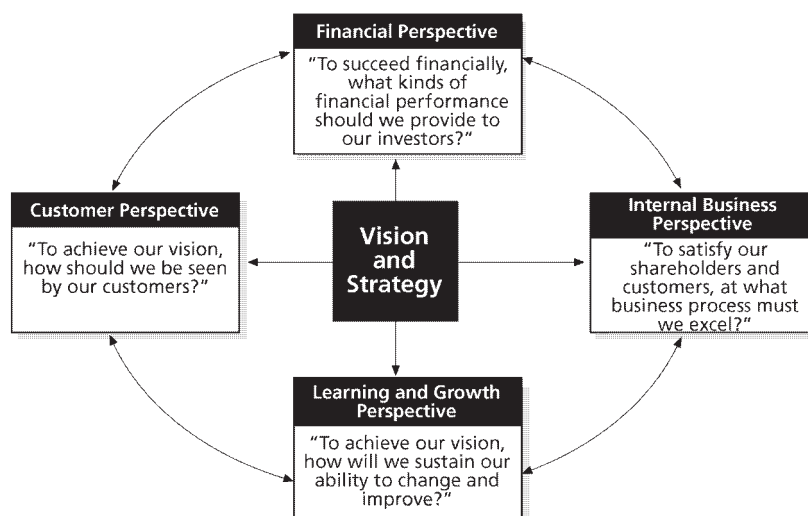 Financial Perspective
“To succeed financially,
what kinds of
financial performance
should we provide to
our investors?”
Customer Perspective
“To achieve our vision,
how should we be seen
by our customers?”
Vision
and
Strategy
Internal Business
Perspective
“To satisfy our
shareholders and
customers, at what
business process must
we excel?”
Learning and Growth
Perspective
“To achieve our vision,
how will we sustain our
ability to change and
improve?”